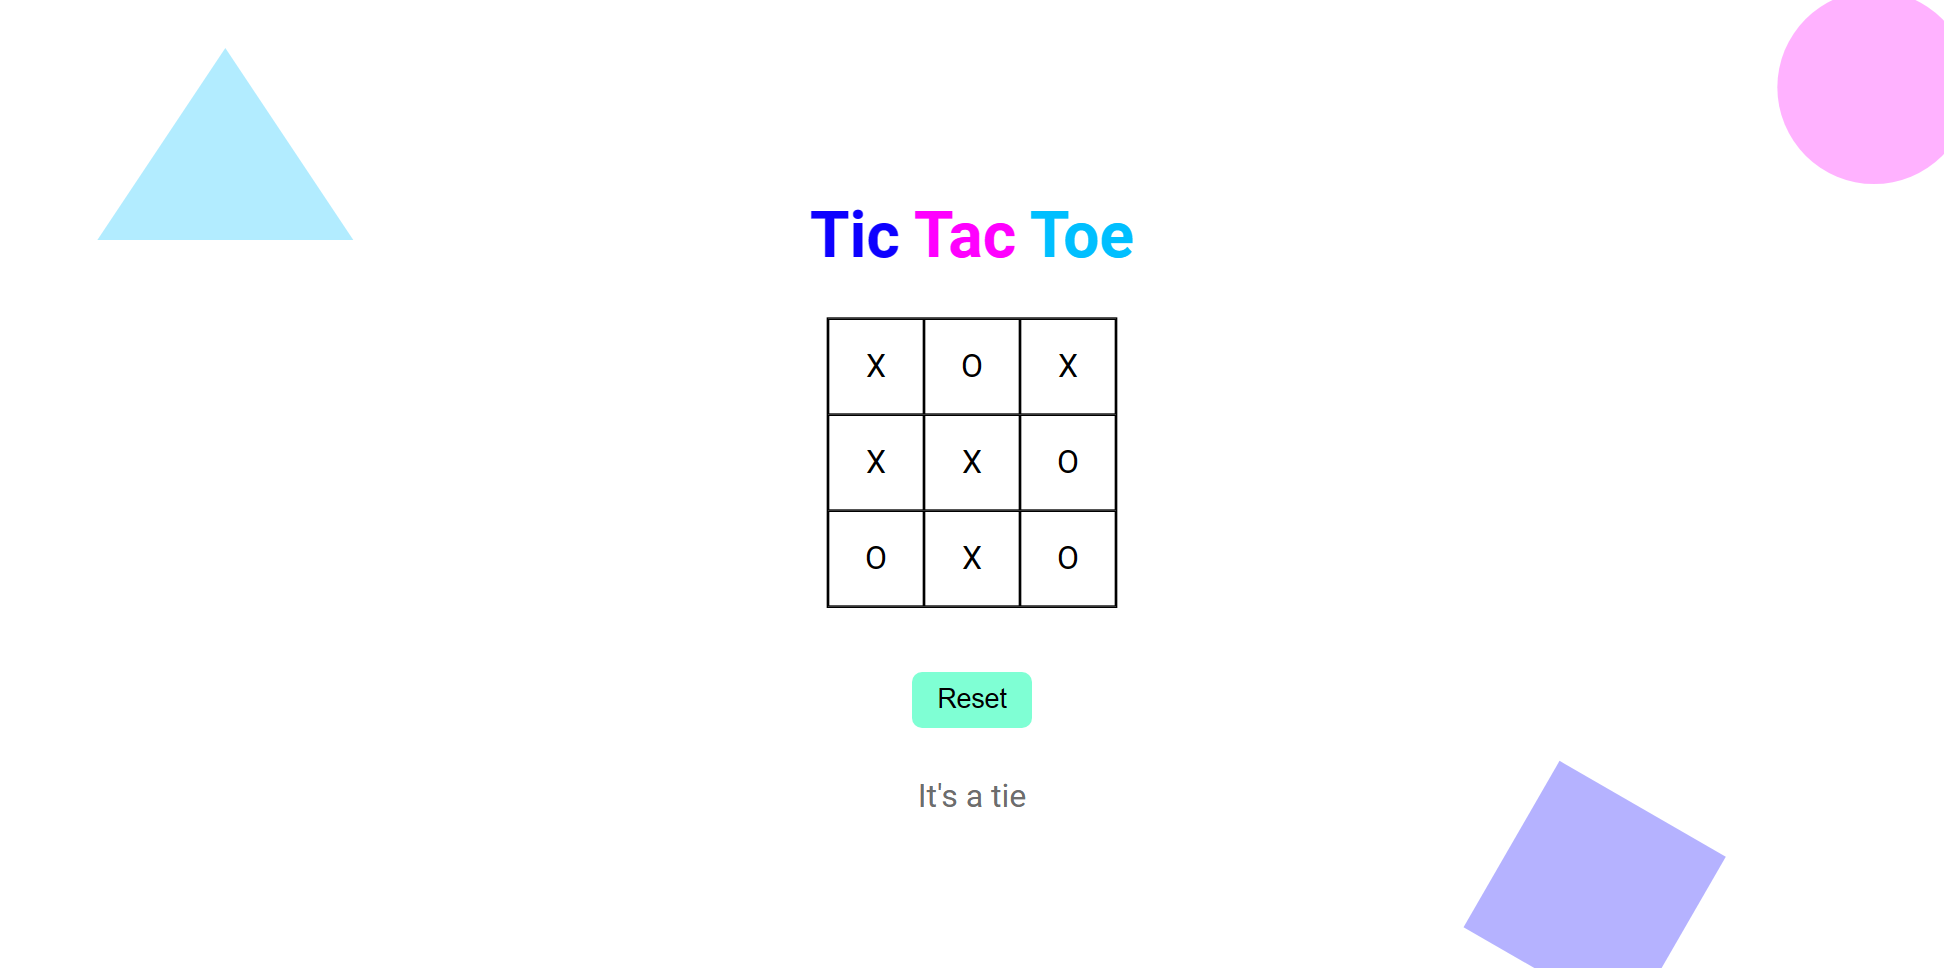 Tic Tac Toe
X O X
X X O
O X O
Reset
It's a tie